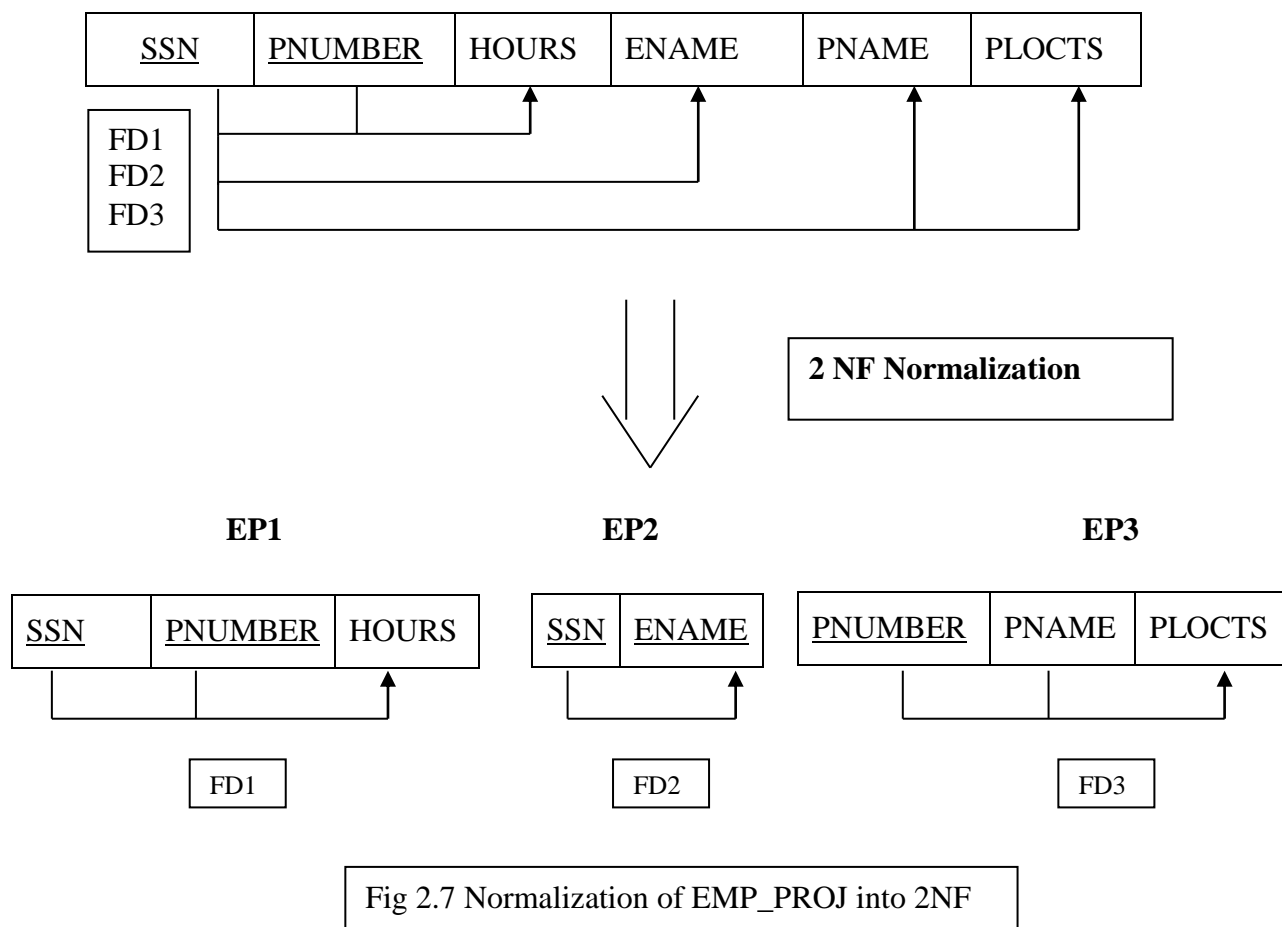 SSN PNUMBER HOURS ENAME PNAME PLOCTS
FD1
FD2
FD3
2 NF Normalization
EP1 EP2 EP3
SSN PNUMBER HOURS SSN ENAME PNUMBER PNAME PLOCTS
FD1 FD2 FD3
Fig 2.7 Normalization of EMP_PROJ into 2NF